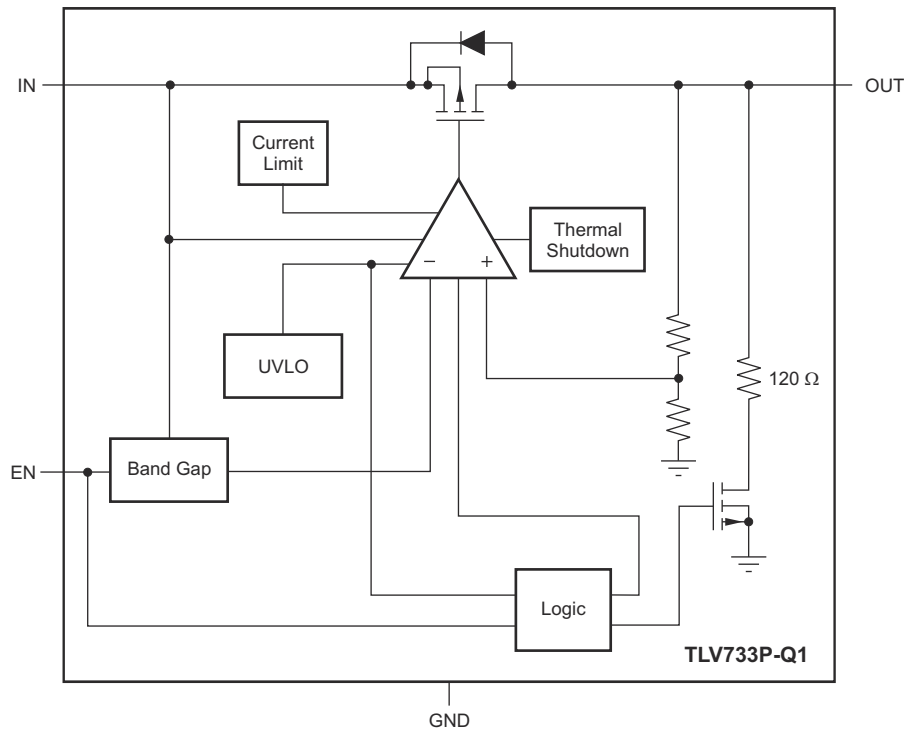 IN
OUT
Current
Limit
Thermal
Shutdown
−
+
UVLO
120 Ω
EN
Band Gap
Logic
TLV733P-Q1
GND